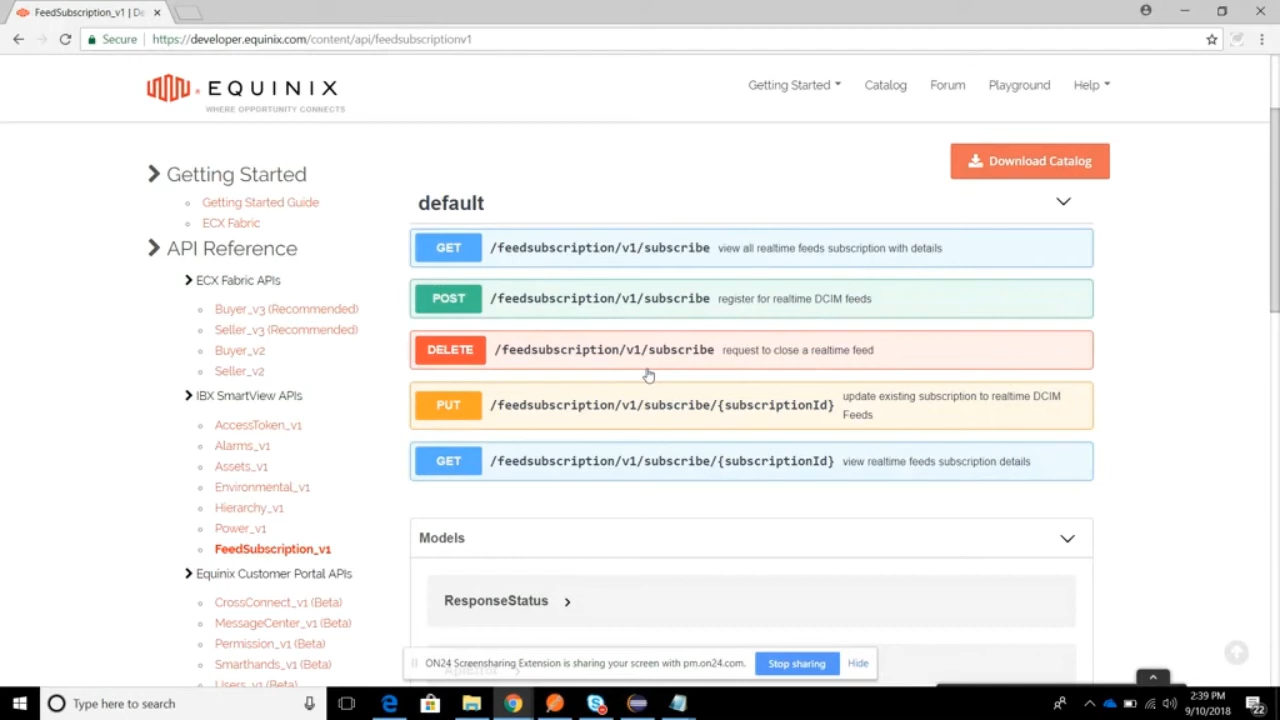 FeedSubscription_v1 | De
Secure
https://developer.equinix.com/content/api/feedsubscriptionv1
EQUINIX
WHERE OPPORTUNITY CONNECTS
Getting Started
Catalog
Forum
Playground
Help
Download Catalog
Getting Started
Getting Started Guide
ECX Fabric
API Reference
ECX Fabric APIs
Buyer_v3 (Recommended)
Seller_v3 (Recommended)
Buyer_v2
Seller_v2
IBX SmartView APIs
AccessToken_v1
Alarms_v1
Assets_v1
Environmental_v1
Hierarchy_v1
Power_v1
FeedSubscription_v1
Equinix Customer Portal APIs
CrossConnect_v1 (Beta)
MessageCenter_v1 (Beta)
Permission_v1 (Beta)
Smarthands_v1 (Beta)
Users_v1 (Beta)
default
GET /feedsubscription/v1/subscribe view all realtime feeds subscription with details
POST /feedsubscription/v1/subscribe register for realtime DCIM feeds
DELETE /feedsubscription/v1/subscribe request to close a realtime feed
PUT /feedsubscription/v1/subscribe/{subscriptionId} update existing subscription to realtime DCIM
Feeds
GET /feedsubscription/v1/subscribe/{subscriptionId} view realtime feeds subscription details
Models
ResponseStatus
ON24 Screensharing Extension is sharing your screen with pm.on24.com.
Stop sharing
Hide
Type here to search
2:39 PM
9/10/2018
22